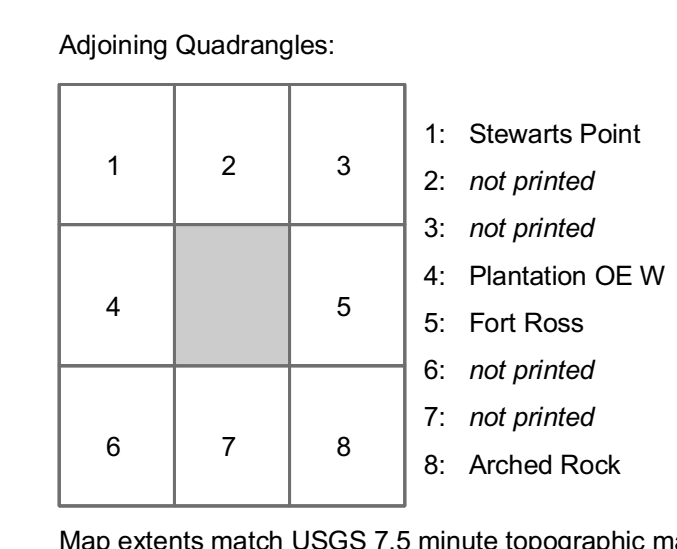 Adjoining Quadrangles:
1 2 3
4 5
6 7 8
1: Stewarts Point
2: not printed
3: not printed
4: Plantation OE W
5: Fort Ross
6: not printed
7: not printed
8: Arched Rock
Map extents match USGS 7.5 minute topographic